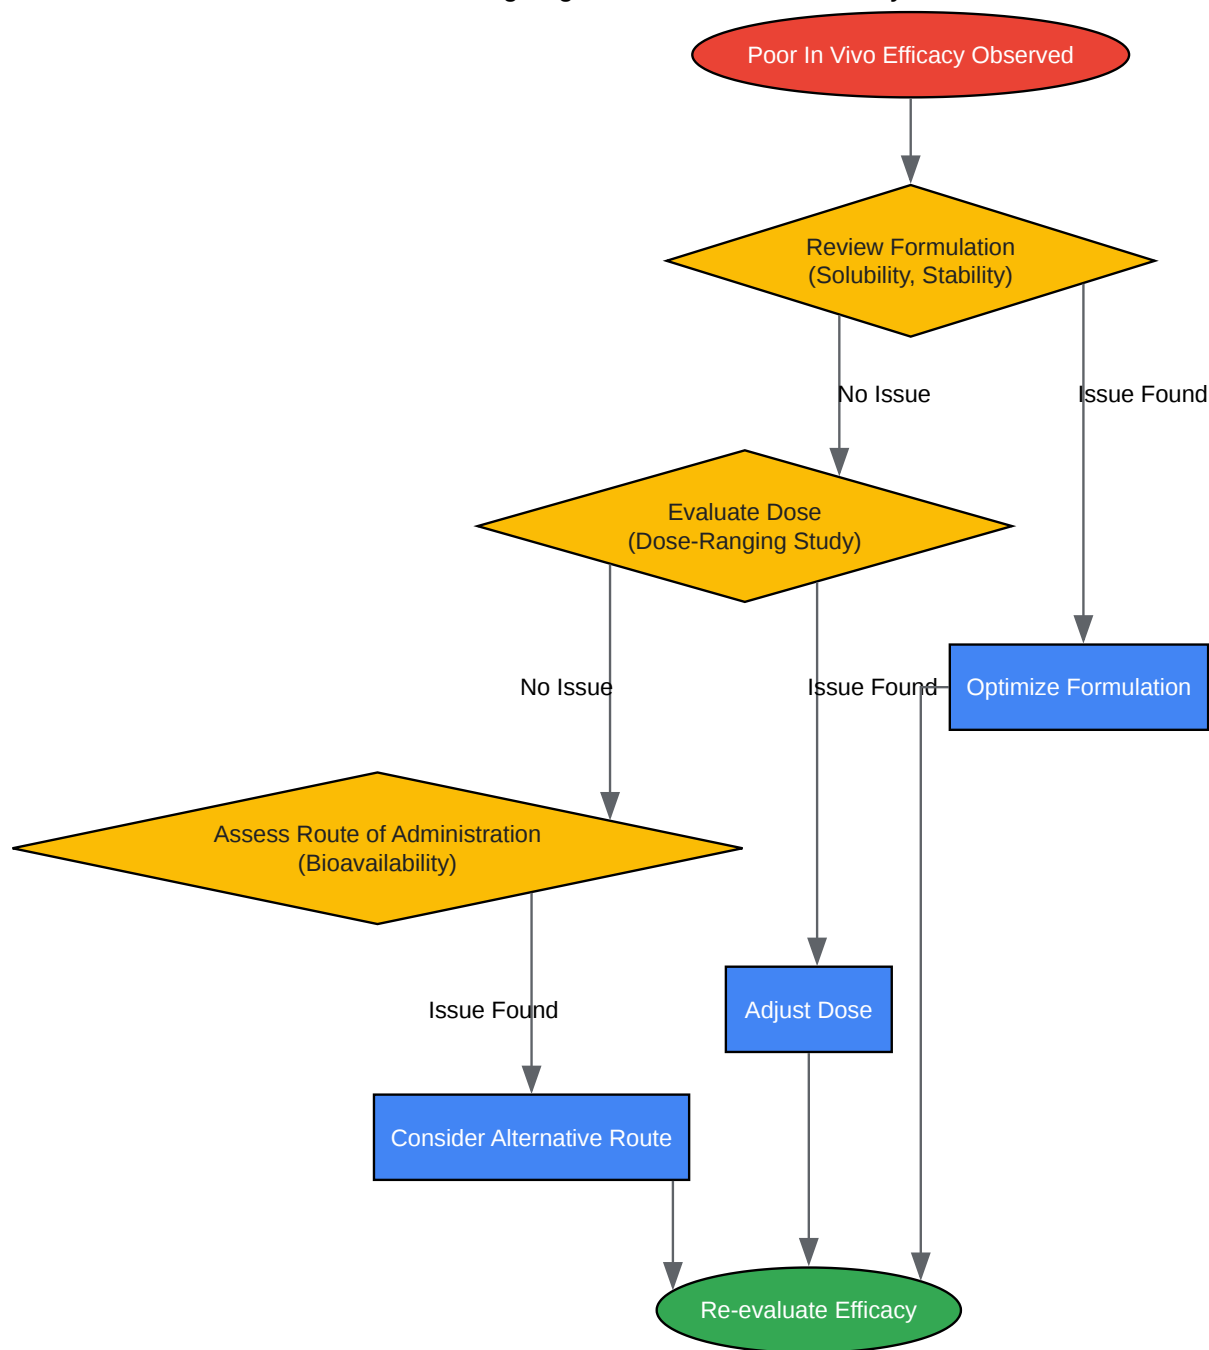 Poor In Vivo Efficacy Observed
Review Formulation
(Solubility, Stability)
No Issue
Issue Found
Evaluate Dose
(Dose-Ranging Study)
No Issue
Issue Found
Optimize Formulation
Assess Route of Administration
(Bioavailability)
Issue Found
Adjust Dose
Consider Alternative Route
Re-evaluate Efficacy